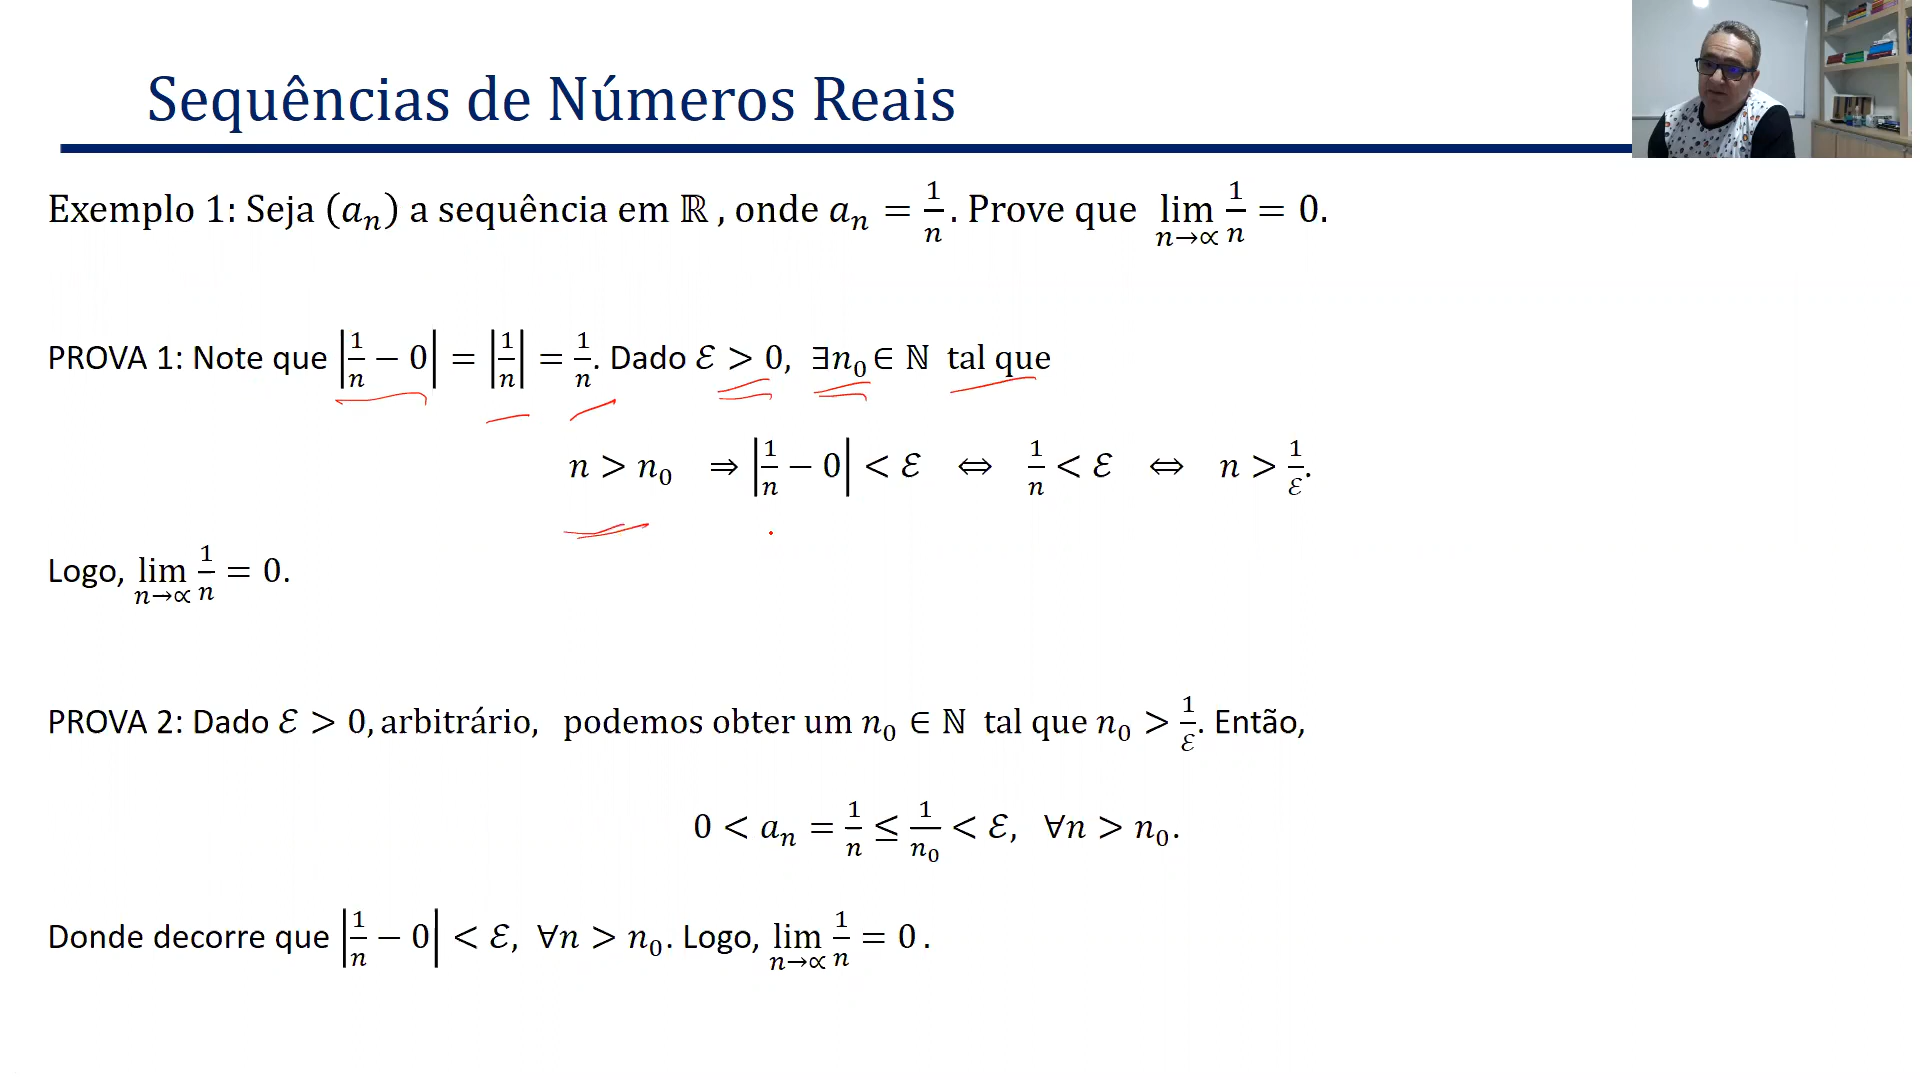 Sequências de Números Reais
Exemplo 1: Seja (aₙ) a sequência em ℝ , onde aₙ = 1/n. Prove que lim n→∝ 1/n = 0.
PROVA 1: Note que |1/n − 0| = |1/n| = 1/n. Dado ℰ > 0, ∃n₀ ∈ ℕ tal que
n > n₀ ⇒ |1/n − 0| < ℰ ⇔ 1/n < ℰ ⇔ n > 1/ℰ.
Logo, lim n→∝ 1/n = 0.
PROVA 2: Dado ℰ > 0, arbitrário, podemos obter um n₀ ∈ ℕ tal que n₀ > 1/ℰ. Então,
0 < aₙ = 1/n ≤ 1/n₀ < ℰ, ∀n > n₀.
Donde decorre que |1/n − 0| < ℰ, ∀n > n₀. Logo, lim n→∝ 1/n = 0 .